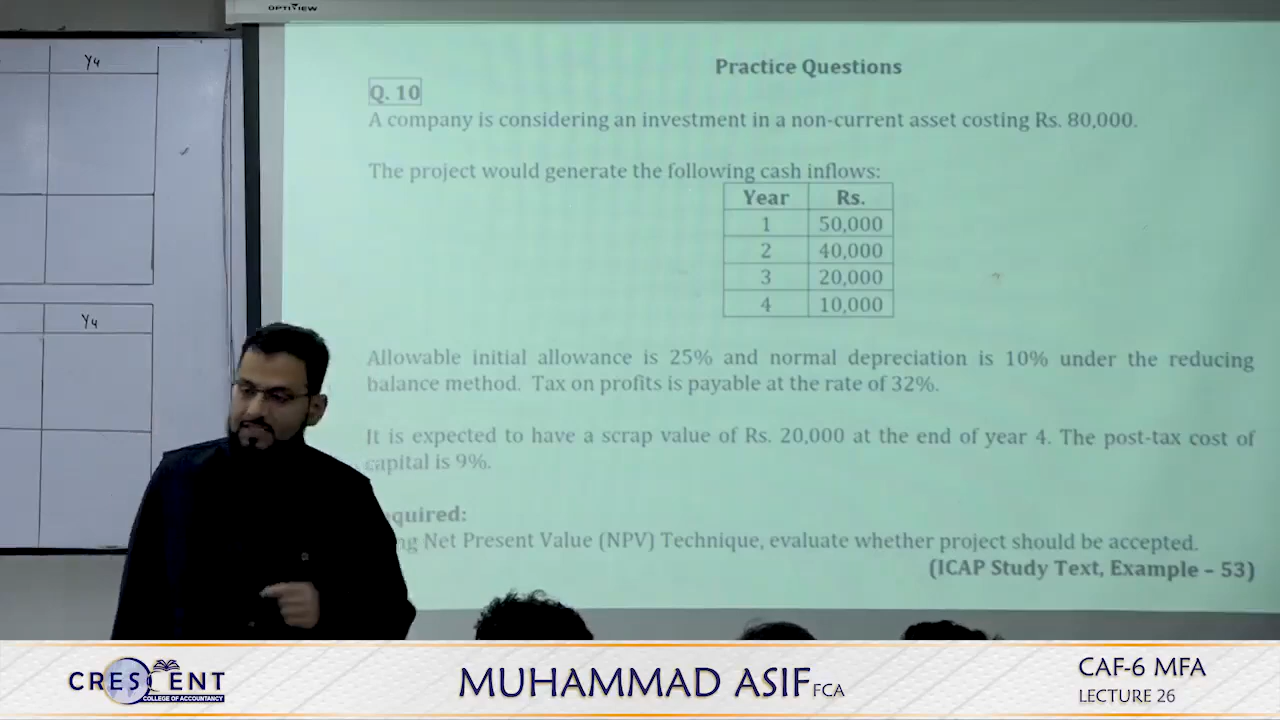 OPTIVIEW
Y4
Y4
Practice Questions
Q. 10
A company is considering an investment in a non-current asset costing Rs. 80,000.
The project would generate the following cash inflows:
Year Rs.
1 50,000
2 40,000
3 20,000
4 10,000
Allowable initial allowance is 25% and normal depreciation is 10% under the reducing
balance method. Tax on profits is payable at the rate of 32%.
It is expected to have a scrap value of Rs. 20,000 at the end of year 4. The post-tax cost of
capital is 9%.
quired:
ng Net Present Value (NPV) Technique, evaluate whether project should be accepted.
(ICAP Study Text, Example – 53)
CRESCENT
COLLEGE OF ACCOUNTANCY
MUHAMMAD ASIF FCA
CAF-6 MFA
LECTURE 26